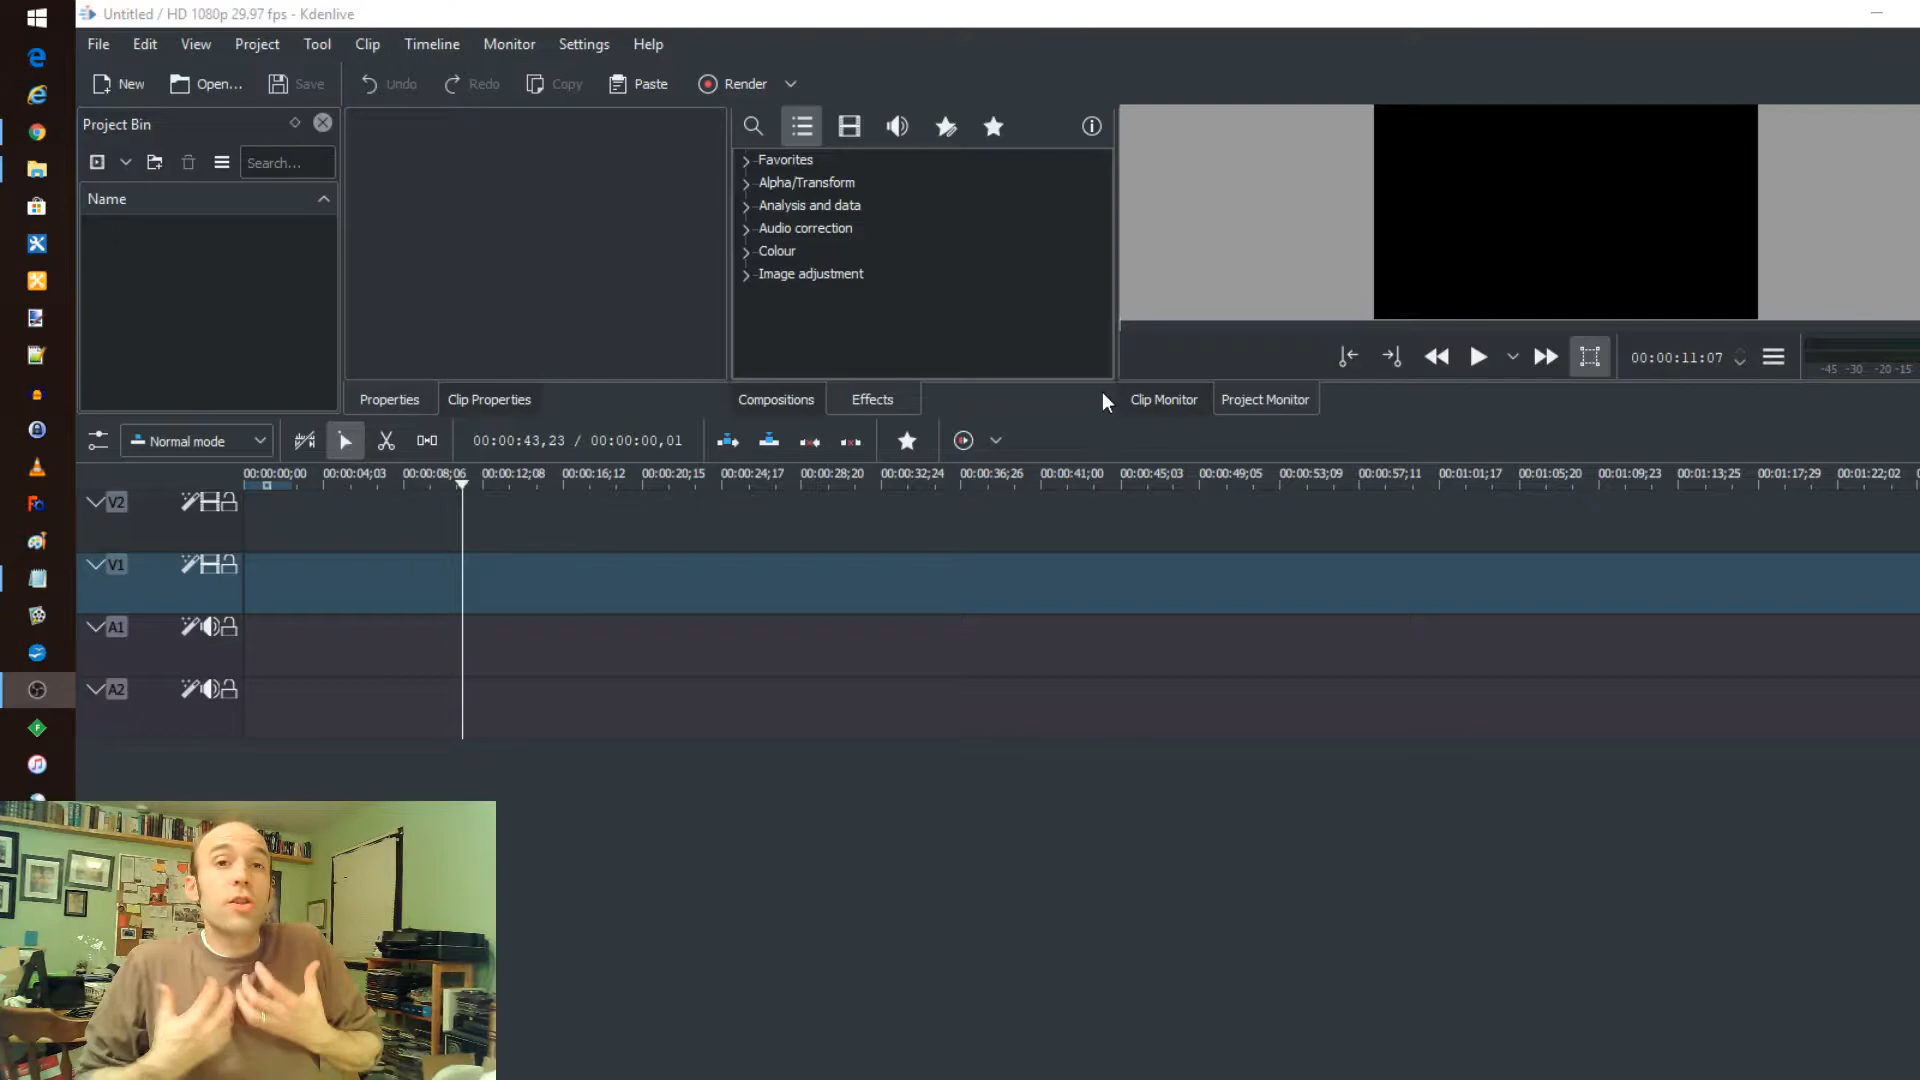 Untitled / HD 1080p 29.97 fps - Kdenlive
File Edit View Project Tool Clip Timeline Monitor Settings Help
New Open... Save Undo Redo Copy Paste Render
Project Bin
Search...
Name
Favorites
Alpha/Transform
Analysis and data
Audio correction
Colour
Image adjustment
00:00:11:07
-45 -30 -20 -15
Properties Clip Properties Compositions Effects Clip Monitor Project Monitor
Normal mode 00:00:43,23 / 00:00:00,01
00:00:00;00 00:00:04;03 00:00:08;06 00:00:12;08 00:00:16;12 00:00:20;15 00:00:24;17 00:00:28;20 00:00:32;24 00:00:36;26 00:00:41;00 00:00:45;03 00:00:49;05 00:00:53;09 00:00:57;11 00:01:01;17 00:01:05;20 00:01:09;23 00:01:13;25 00:01:17;29 00:01:22;02
V2
V1
A1
A2